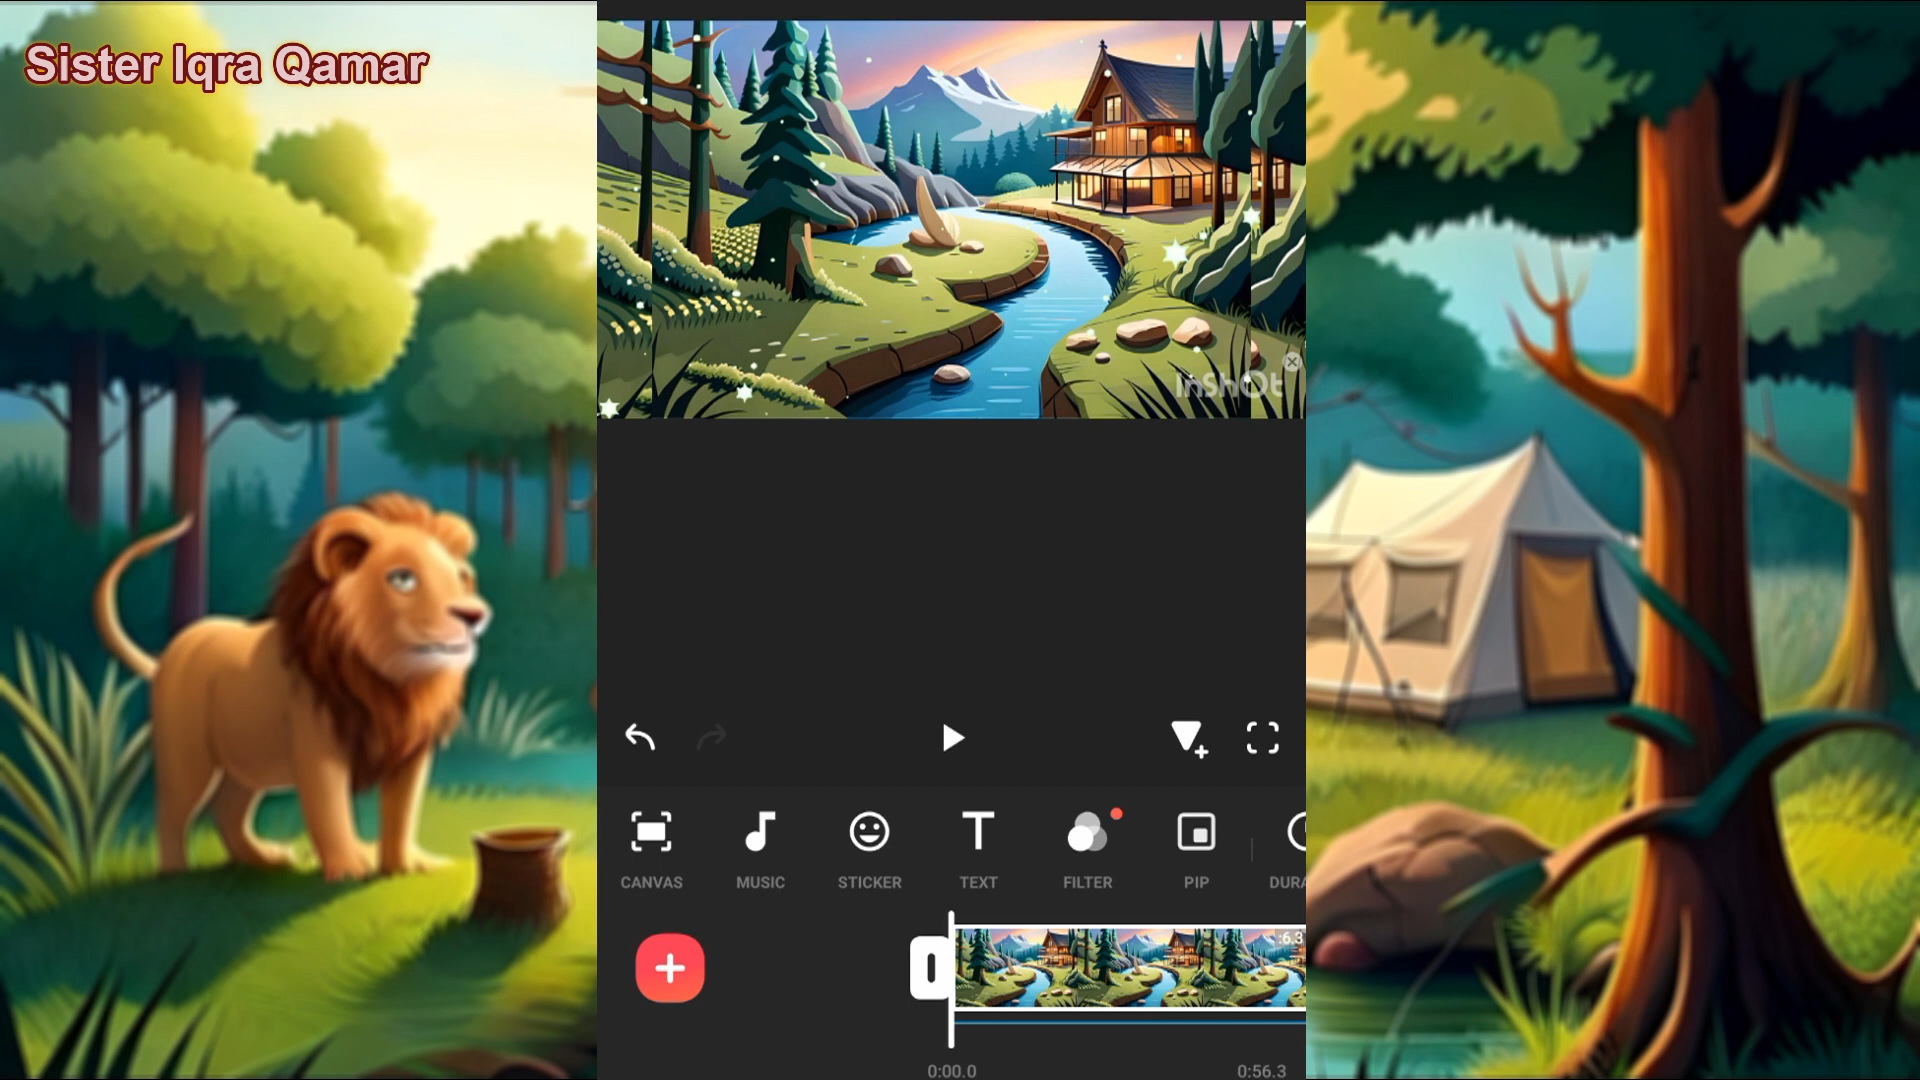 Sister Iqra Qamar
InShOt
CANVAS
MUSIC
STICKER
TEXT
FILTER
PIP
DURA
:6.3
0:00.0
0:56.3